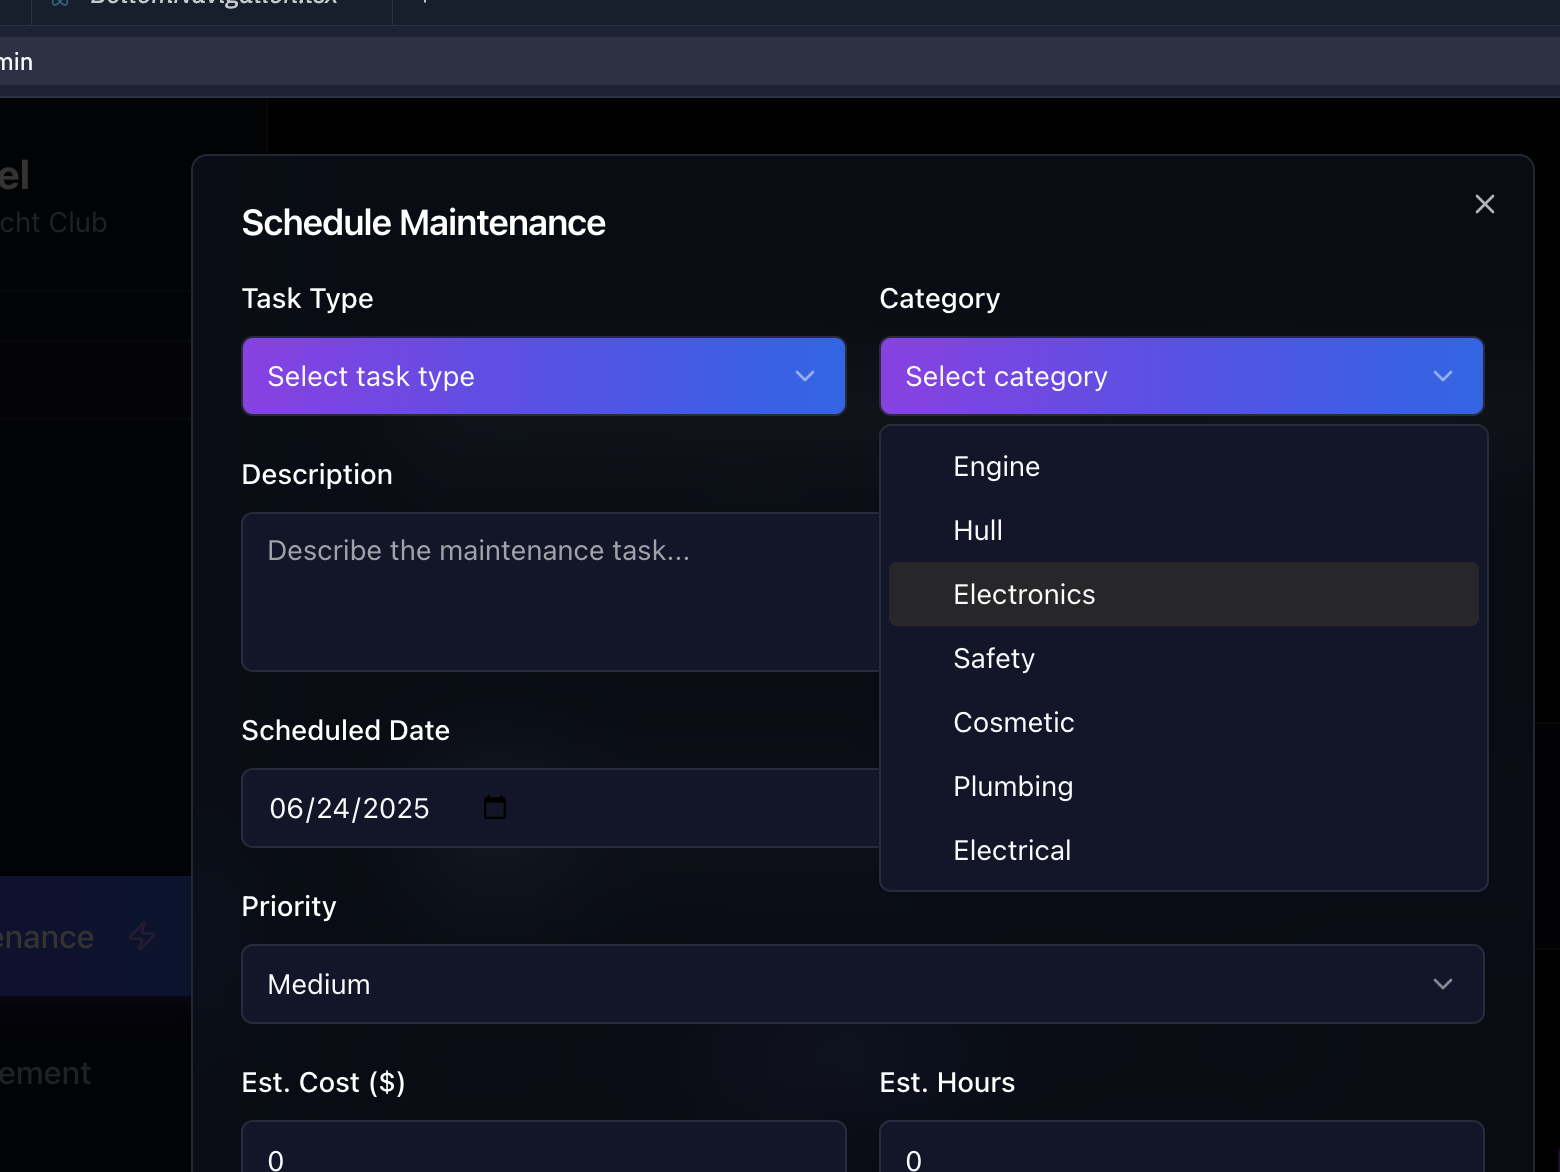 min
el
cht Club
Schedule Maintenance
Task Type
Category
Select task type
Select category
Engine
Hull
Electronics
Safety
Cosmetic
Plumbing
Electrical
Description
Describe the maintenance task...
Scheduled Date
06/24/2025
Priority
Medium
enance
ement
Est. Cost ($)
Est. Hours
0
0